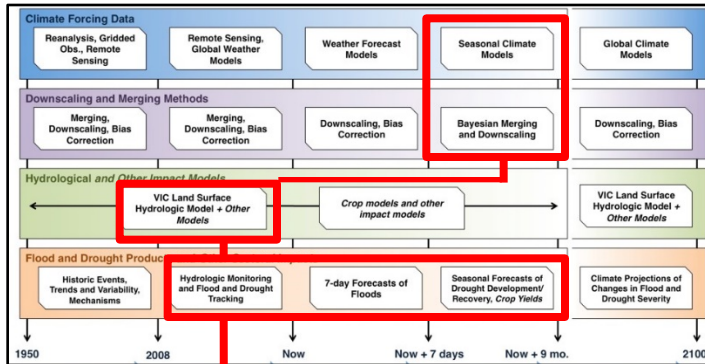 Climate Forcing Data
Reanalysis, Gridded
Obs., Remote
Sensing
Remote Sensing,
Global Weather
Models
Weather Forecast
Models
Seasonal Climate
Models
Global Climate
Models
Downscaling and Merging Methods
Merging,
Downscaling, Bias
Correction
Merging,
Downscaling, Bias
Correction
Downscaling, Bias
Correction
Bayesian Merging
and Downscaling
Downscaling, Bias
Correction
Hydrological and Other Impact Models
VIC Land Surface
Hydrologic Model + Other
Models
Crop models and other
impact models
VIC Land Surface
Hydrologic Model +
Other Models
Flood and Drought
Historic Events,
Trends and Variability,
Mechanisms
Hydrologic Monitoring
and Flood and Drought
Tracking
7-day Forecasts of
Floods
Seasonal Forecasts of
Drought Development/
Recovery, Crop Yields
Climate Projections of
Changes in Flood and
Drought Severity
1950
2008
Now
Now + 7 days
Now + 9 mo.
2100